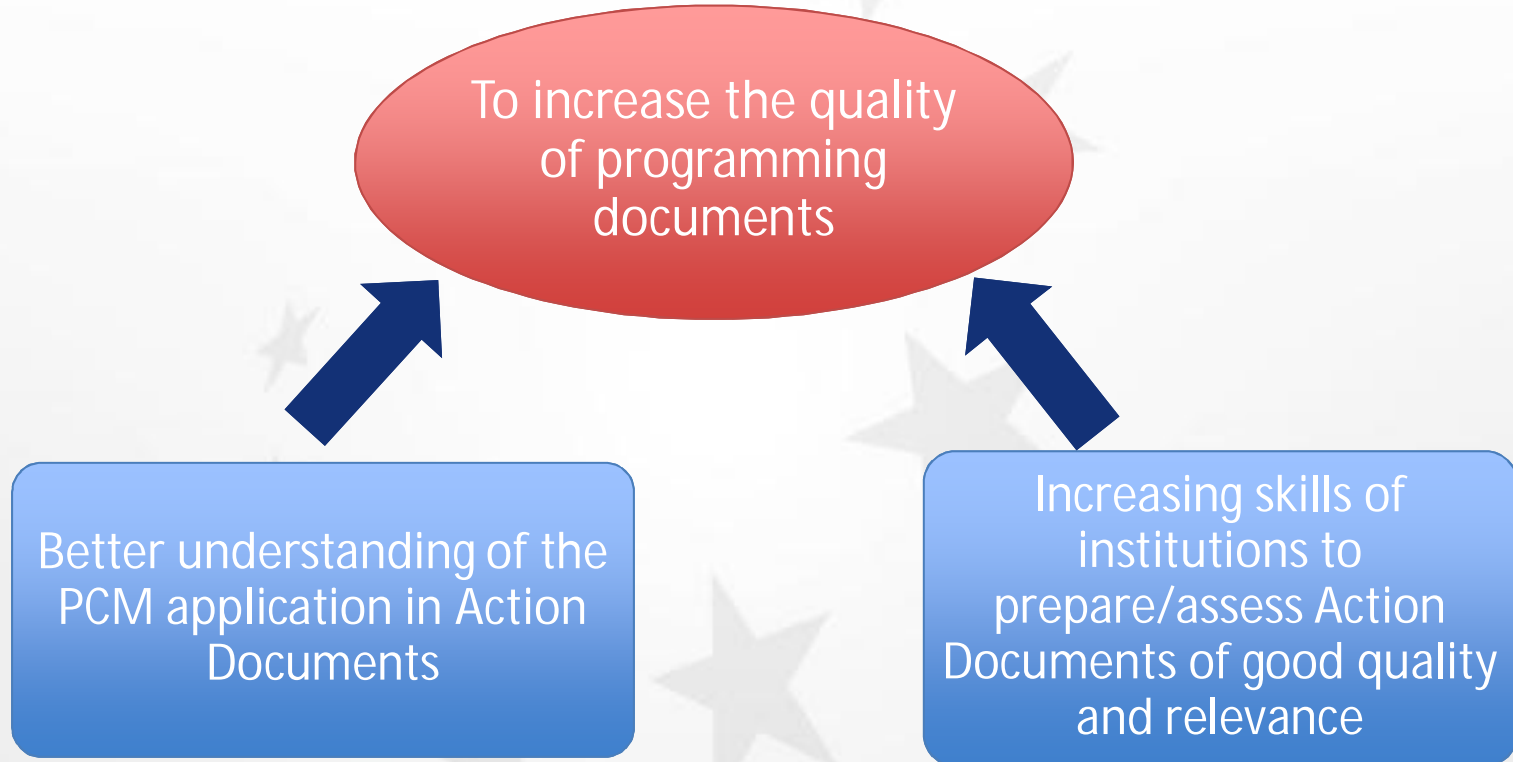 To increase the quality
of programming
documents
Better understanding of the
PCM application in Action
Documents
Increasing skills of
institutions to
prepare/assess Action
Documents of good quality
and relevance